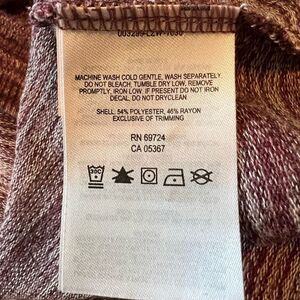 MACHINE WASH COLD GENTLE, WASH SEPARATELY.
DO NOT BLEACH, TUMBLE DRY LOW, REMOVE
PROMPTLY, IRON LOW. IF PRESENT DO NOT IRON
DECAL, DO NOT DRYCLEAN
SHELL: 54% POLYESTER, 46% RAYON
EXCLUSIVE OF TRIMMING
RN 69724
CA 05367
30C